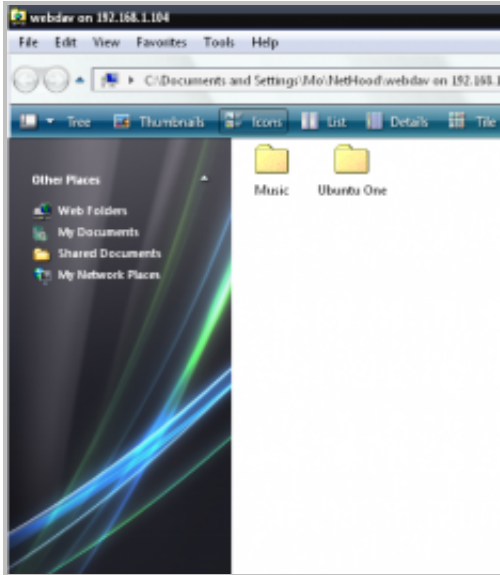 webdav on 192.168.1.104
File Edit View Favorites Tools Help
C:\Documents and Settings\Mo\NetHood\webdav on 192.168.1
Tree Thumbnails Icons List Details Tile
Other Places
Web Folders
My Documents
Shared Documents
My Network Places
Music Ubuntu One